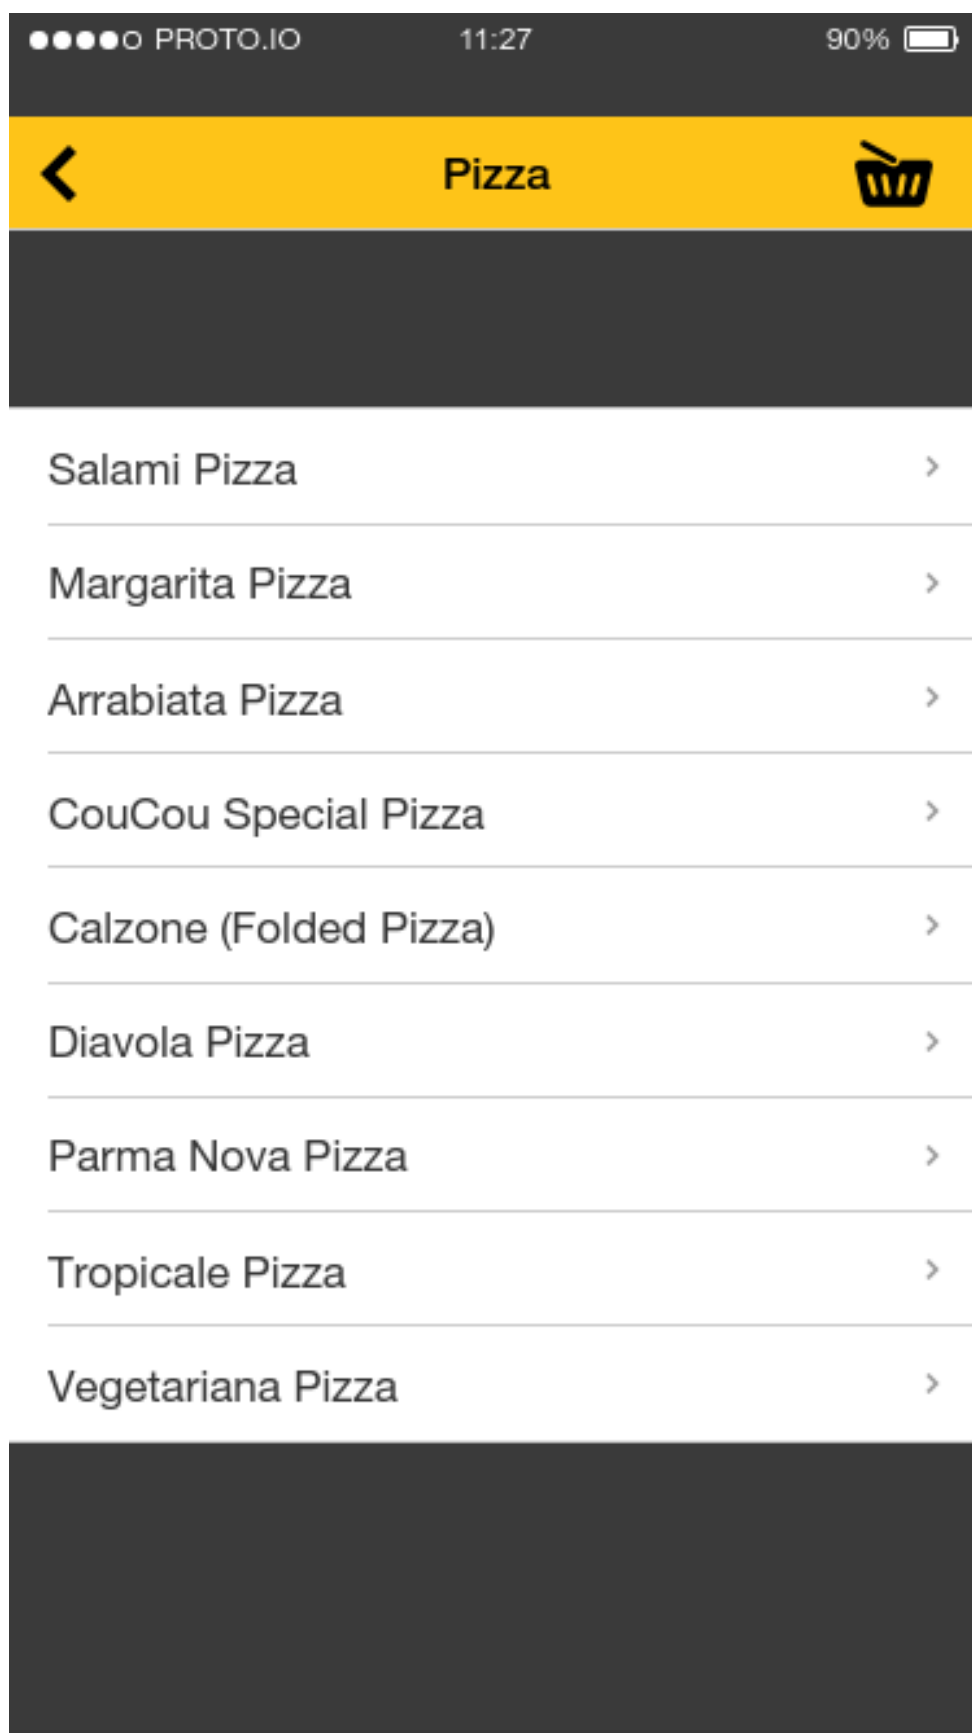 PROTO.IO 11:27 90%
Pizza
Salami Pizza
Margarita Pizza
Arrabiata Pizza
CouCou Special Pizza
Calzone (Folded Pizza)
Diavola Pizza
Parma Nova Pizza
Tropicale Pizza
Vegetariana Pizza